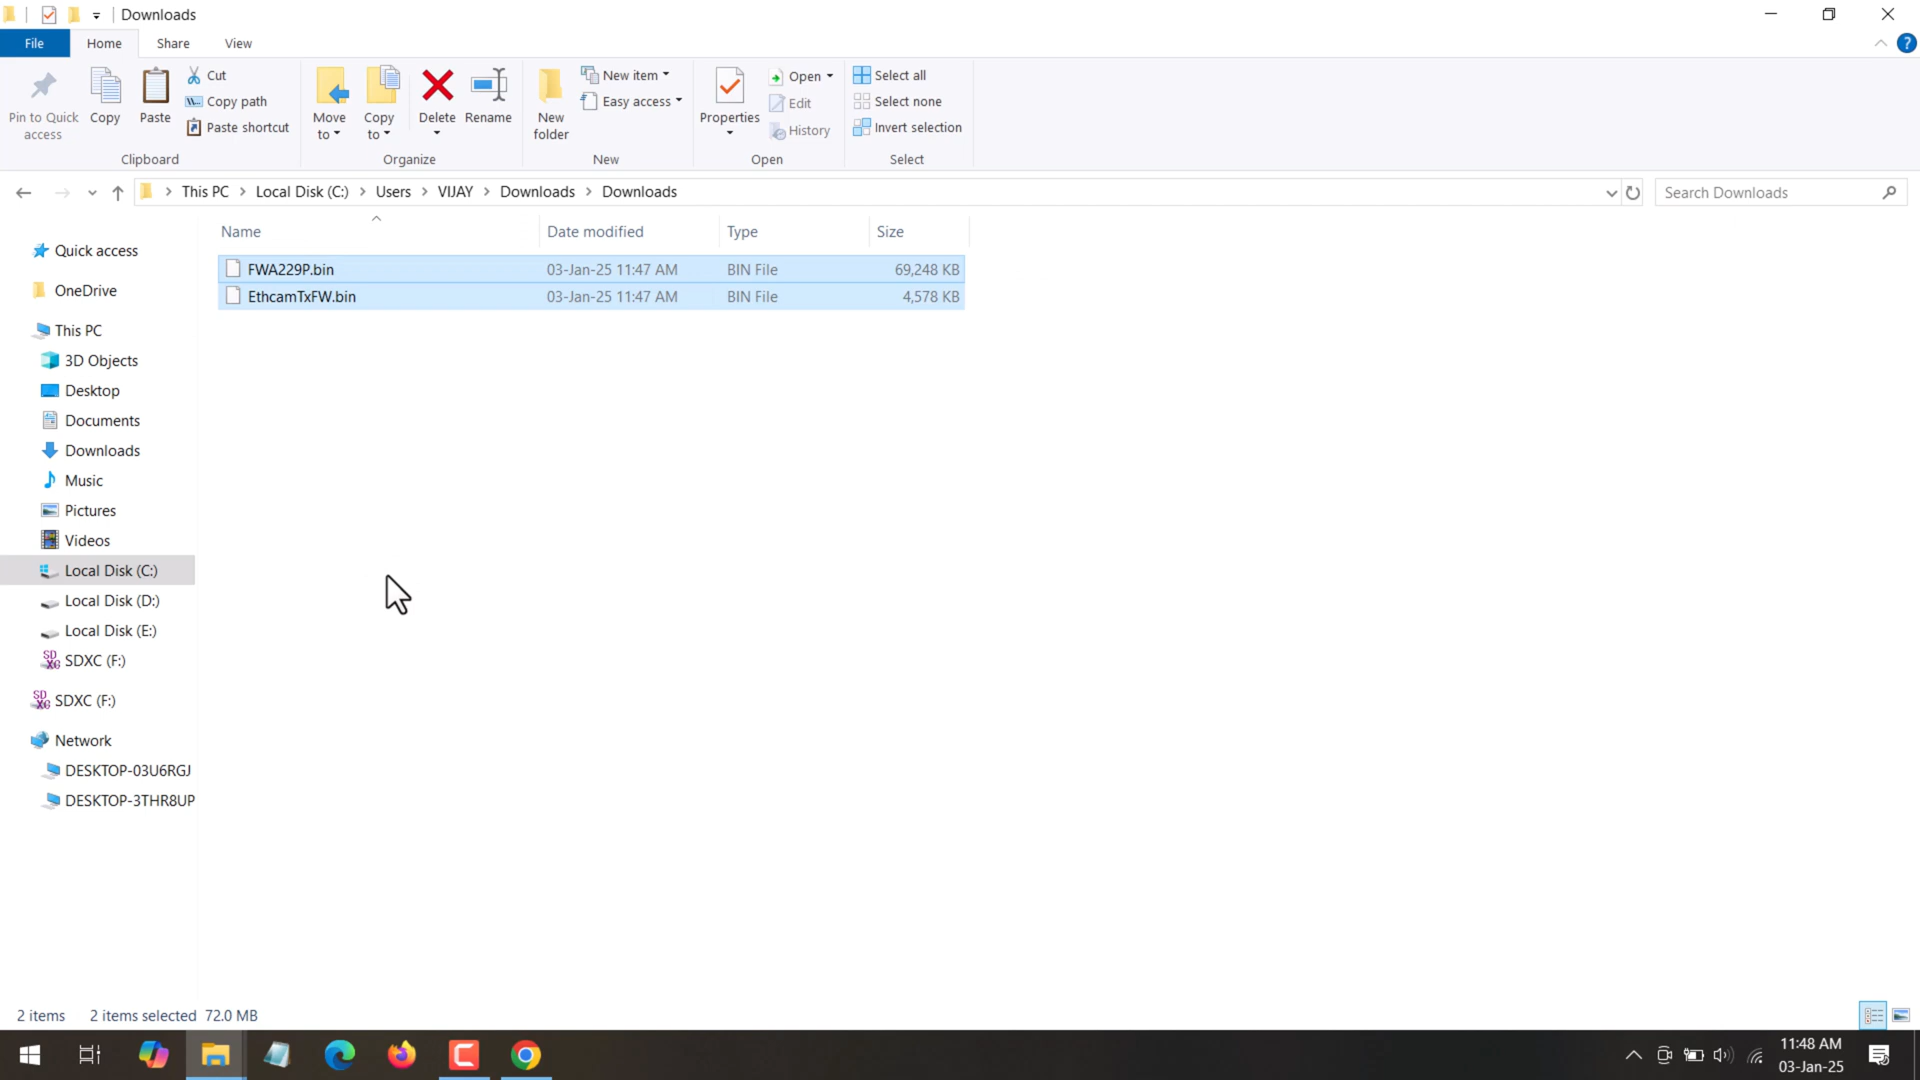 Downloads
File Home Share View
Pin to Quick access
Copy
Paste
Cut
Copy path
Paste shortcut
Clipboard
Move to
Copy to
Delete
Rename
Organize
New folder
New item
Easy access
New
Properties
Open
Edit
History
Open
Select all
Select none
Invert selection
Select
This PC Local Disk (C:) Users VIJAY Downloads Downloads
Search Downloads
Name Date modified Type Size
FWA229P.bin 03-Jan-25 11:47 AM BIN File 69,248 KB
EthcamTxFW.bin 03-Jan-25 11:47 AM BIN File 4,578 KB
Quick access
OneDrive
This PC
3D Objects
Desktop
Documents
Downloads
Music
Pictures
Videos
Local Disk (C:)
Local Disk (D:)
Local Disk (E:)
SDXC (F:)
SDXC (F:)
Network
DESKTOP-03U6RGJ
DESKTOP-3THR8UP
2 items 2 items selected 72.0 MB
11:48 AM
03-Jan-25